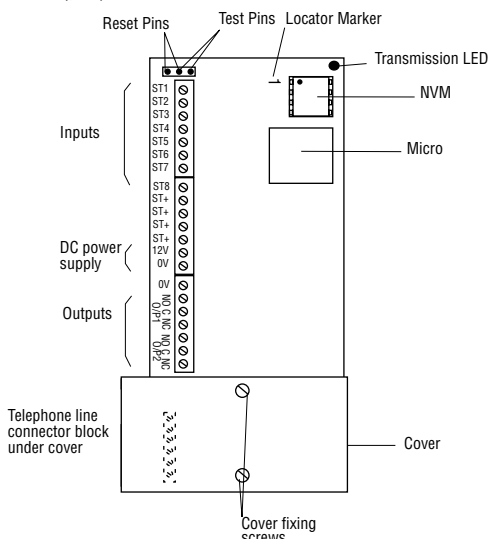 Reset Pins
Test Pins
Locator Marker
Transmission LED
1
NVM
Micro
Inputs
ST1
ST2
ST3
ST4
ST5
ST6
ST7
ST8
ST+
ST+
ST+
ST+
DC power
supply
12V
0V
0V
Outputs
NO C NC
O/P1
NO C NC
O/P2
Telephone line
connector block
under cover
Cover
Cover fixing
screws